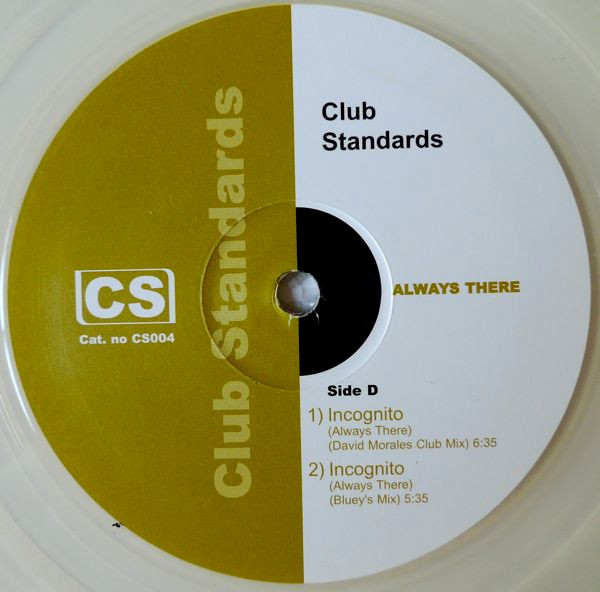 Club
Standards
Club Standards
CS
Cat. no CS004
ALWAYS THERE
Side D
1) Incognito
(Always There)
(David Morales Club Mix) 6:35
2) Incognito
(Always There)
(Bluey's Mix) 5:35